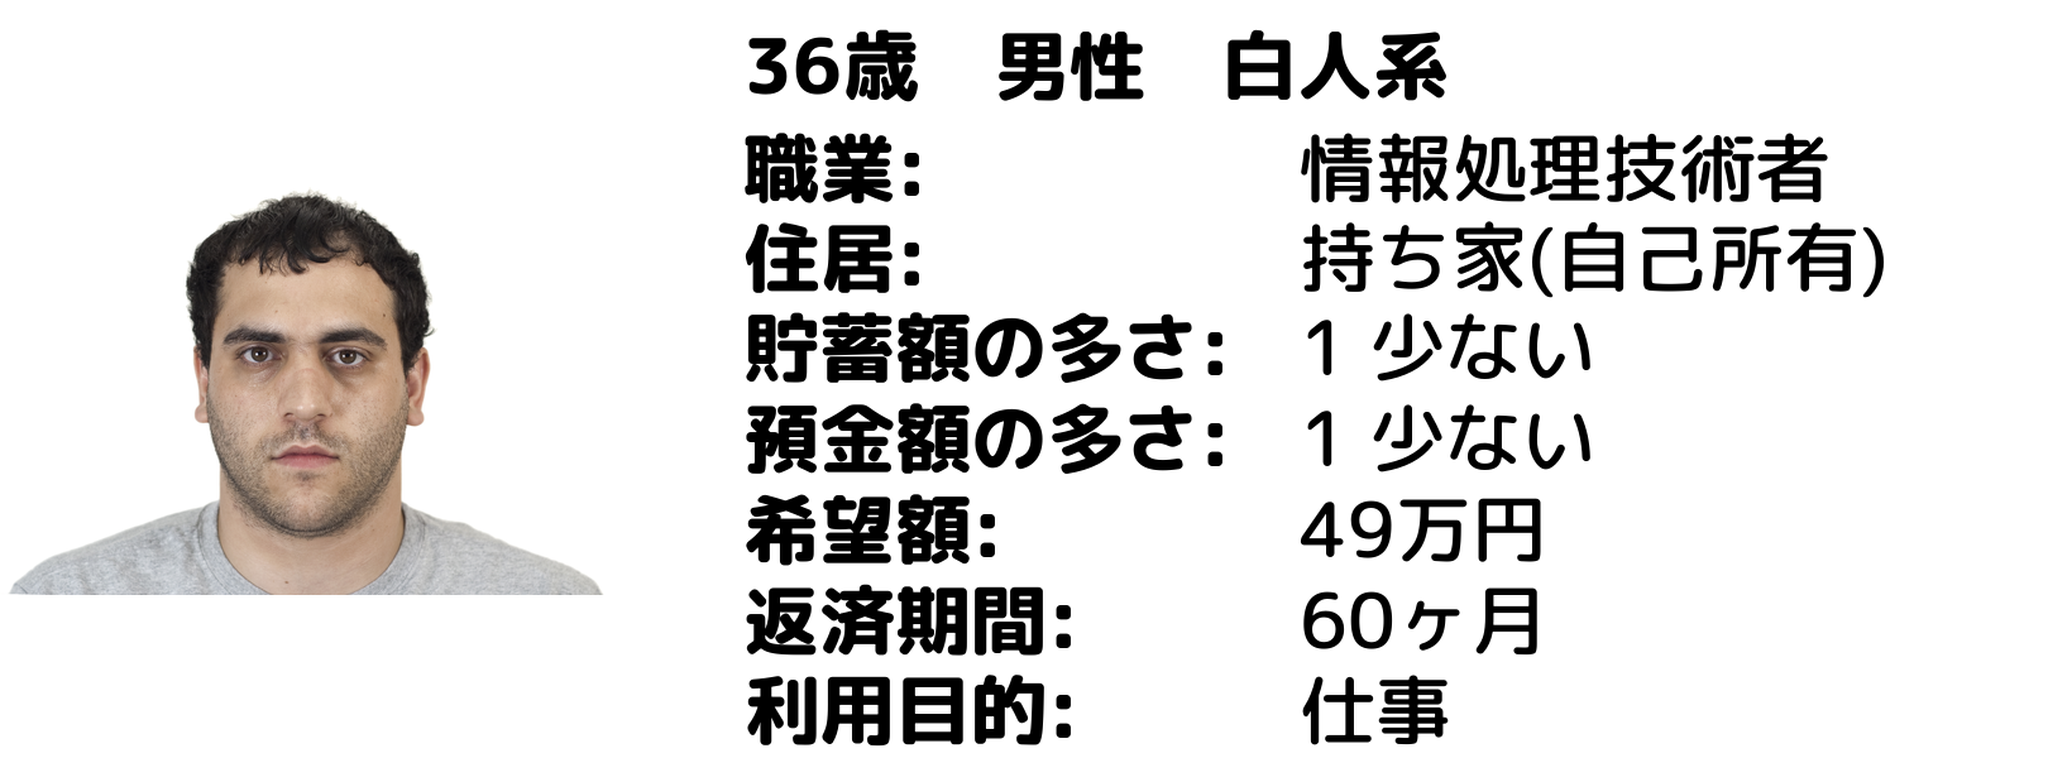 36歳　男性　白人系
職業: 情報処理技術者
住居: 持ち家(自己所有)
貯蓄額の多さ: 1 少ない
預金額の多さ: 1 少ない
希望額: 49万円
返済期間: 60ヶ月
利用目的: 仕事